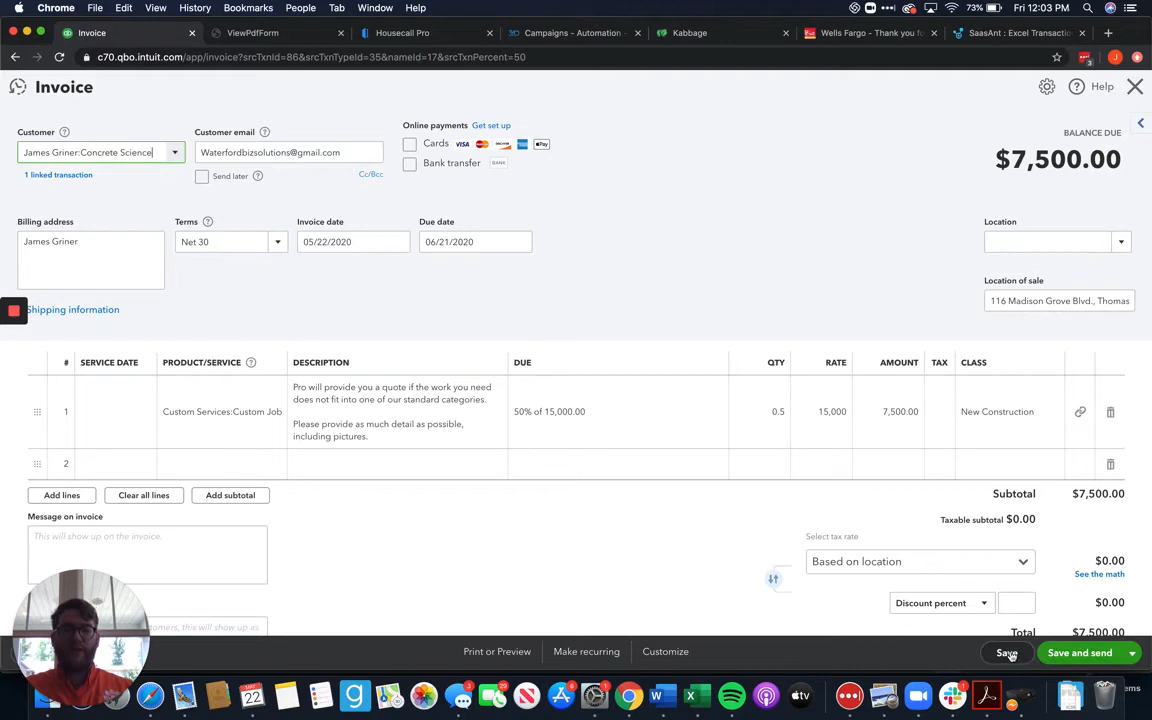 Chrome File Edit View History Bookmarks People Tab Window Help 73% Fri 12:03 PM
Invoice ViewPdfForm Housecall Pro Campaigns - Automation - Kabbage Wells Fargo - Thank you fo SaasAnt : Excel Transactio
c70.qbo.intuit.com/app/invoice?srcTxnId=86&srcTxnTypeId=35&nameId=17&srcTxnPercent=50
Invoice Help
Customer Customer email Online payments Get set up BALANCE DUE
James Griner:Concrete Science Waterfordbizsolutions@gmail.com Cards VISA $7,500.00
1 linked transaction Send later Cc/Bcc Bank transfer BANK
Billing address Terms Invoice date Due date Location
James Griner Net 30 05/22/2020 06/21/2020
Location of sale
116 Madison Grove Blvd., Thomas
Shipping information
# SERVICE DATE PRODUCT/SERVICE DESCRIPTION DUE QTY RATE AMOUNT TAX CLASS
Pro will provide you a quote if the work you need
does not fit into one of our standard categories.
1 Custom Services:Custom Job 50% of 15,000.00 0.5 15,000 7,500.00 New Construction
Please provide as much detail as possible,
including pictures.
2
Add lines Clear all lines Add subtotal Subtotal $7,500.00
Message on invoice Taxable subtotal $0.00
This will show up on the invoice. Select tax rate
Based on location $0.00
See the math
Discount percent $0.00
tomers, this will show up as
Total $7,500.00
Print or Preview Make recurring Customize Save Save and send